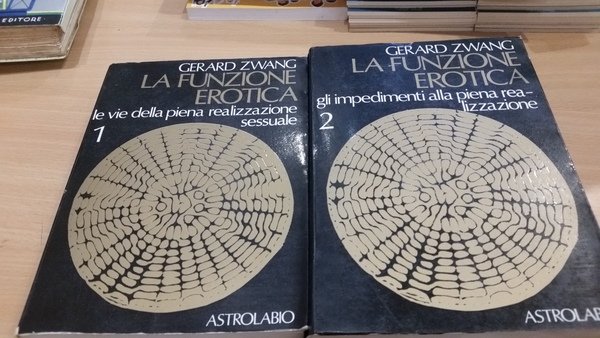 EDITORE
GERARD ZWANG
LA FUNZIONE
EROTICA
le vie della piena realizzazione
sessuale
1
ASTROLABIO
GERARD ZWANG
LA FUNZIONE
EROTICA
gli impedimenti alla piena rea-
lizzazione
2
ASTROLABIO